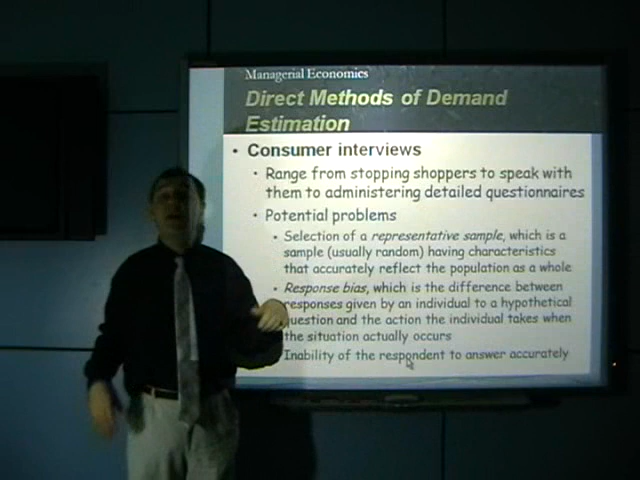 Managerial Economics
Direct Methods of Demand
Estimation
• Consumer interviews
• Range from stopping shoppers to speak with
them to administering detailed questionnaires
• Potential problems
• Selection of a representative sample, which is a
sample (usually random) having characteristics
that accurately reflect the population as a whole
• Response bias, which is the difference between
responses given by an individual to a hypothetical
question and the action the individual takes when
the situation actually occurs
Inability of the respondent to answer accurately